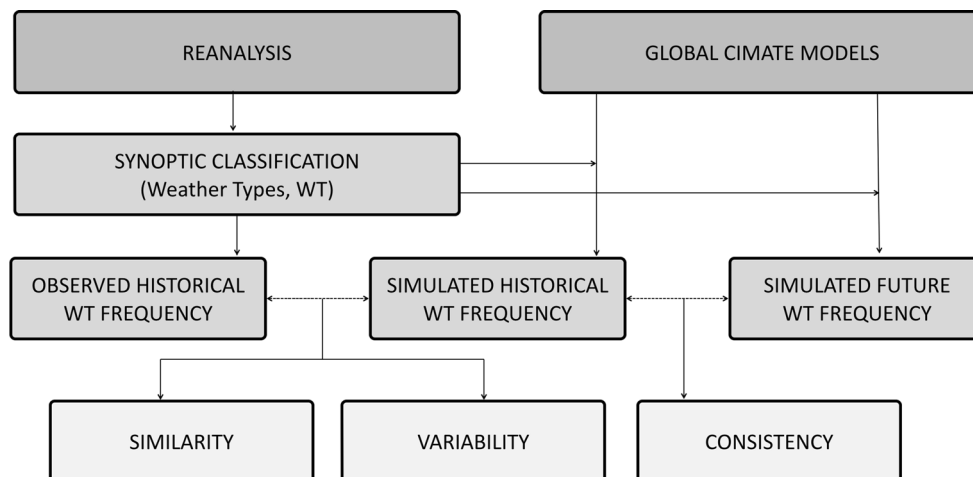 REANALYSIS
GLOBAL CIMATE MODELS
SYNOPTIC CLASSIFICATION
(Weather Types, WT)
OBSERVED HISTORICAL
WT FREQUENCY
SIMULATED HISTORICAL
WT FREQUENCY
SIMULATED FUTURE
WT FREQUENCY
SIMILARITY
VARIABILITY
CONSISTENCY